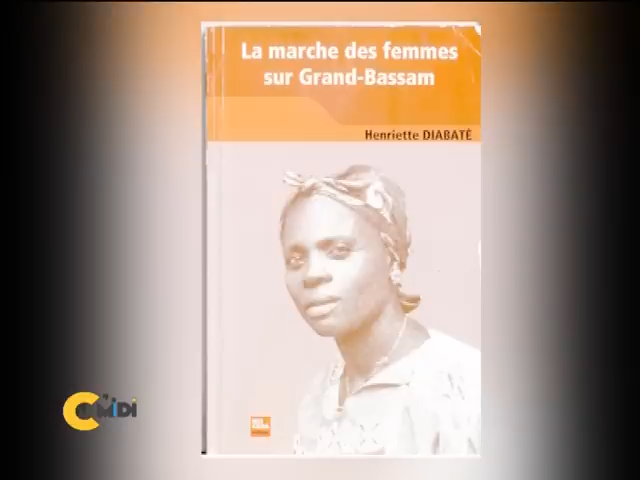 La marche des femmes
sur Grand-Bassam
Henriette DIABATÉ
MIDI